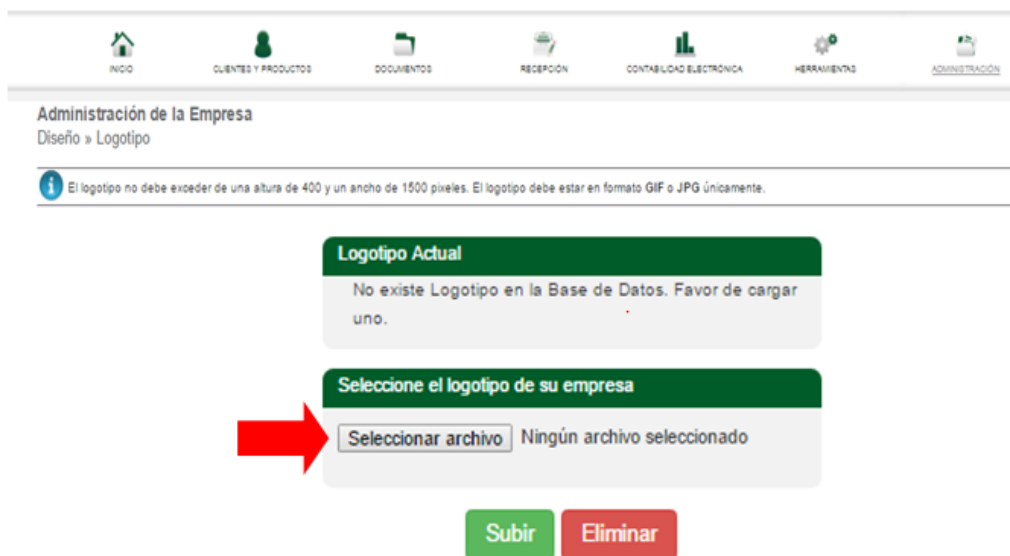 INICIO
CLIENTES Y PRODUCTOS
DOCUMENTOS
RECEPCIÓN
CONTABILIDAD ELECTRÓNICA
HERRAMIENTAS
ADMINISTRACIÓN
Administración de la Empresa
Diseño » Logotipo
El logotipo no debe exceder de una altura de 400 y un ancho de 1500 pixeles. El logotipo debe estar en formato GIF o JPG únicamente.
Logotipo Actual
No existe Logotipo en la Base de Datos. Favor de cargar
uno.
Seleccione el logotipo de su empresa
Seleccionar archivo Ningún archivo seleccionado
Subir Eliminar